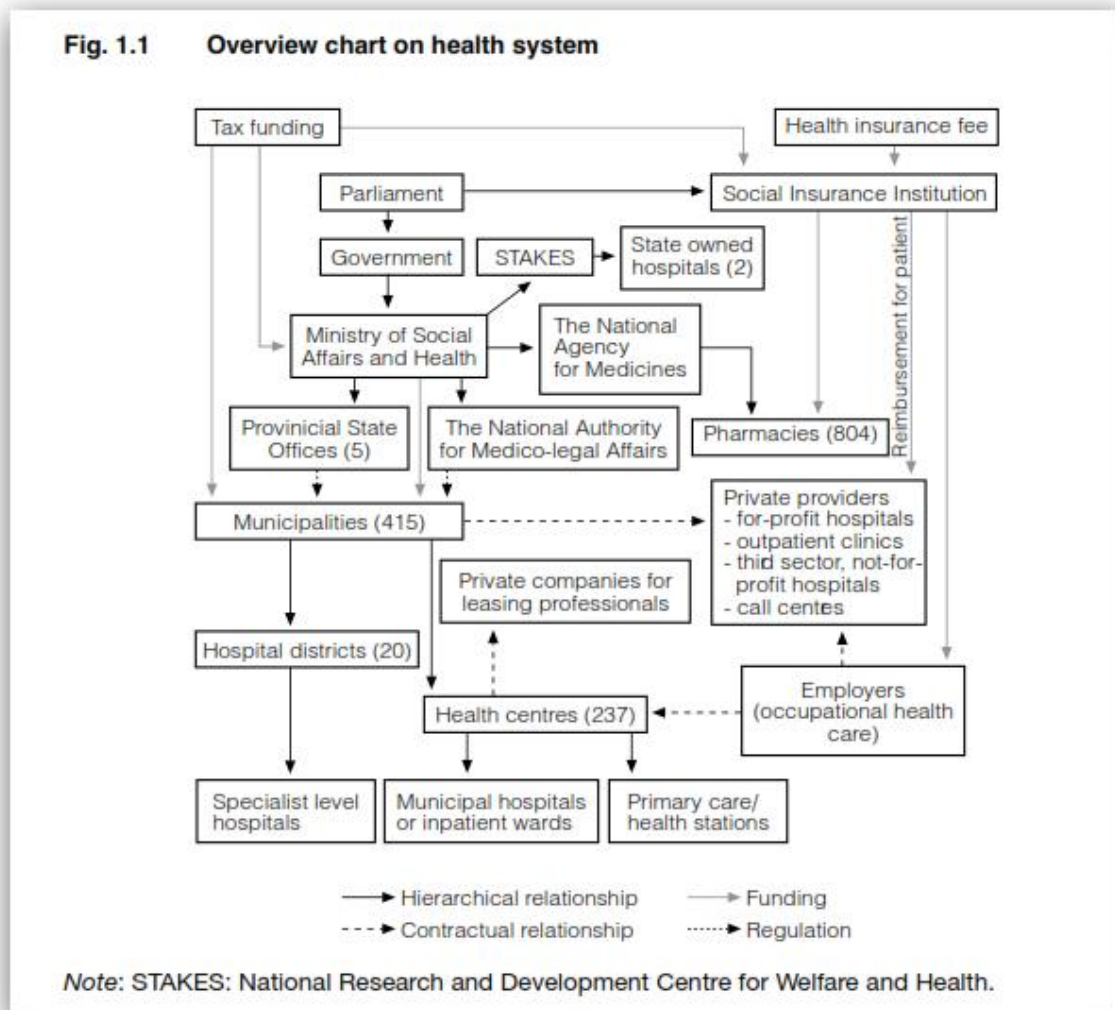 Fig. 1.1 Overview chart on health system
Tax funding
Health insurance fee
Parliament
Social Insurance Institution
Government
STAKES
State owned
hospitals (2)
Ministry of Social
Affairs and Health
The National
Agency
for Medicines
Reimbursement for patient
Provinicial State
Offices (5)
The National Authority
for Medico-legal Affairs
Pharmacies (804)
Municipalities (415)
Private providers
- for-profit hospitals
- outpatient clinics
- thid sector, not-for-
profit hospitals
- call centes
Private companies for
leasing professionals
Hospital districts (20)
Health centres (237)
Employers
(occupational health
care)
Specialist level
hospitals
Municipal hospitals
or inpatient wards
Primary care/
health stations
Hierarchical relationship
Funding
Contractual relationship
Regulation
Note: STAKES: National Research and Development Centre for Welfare and Health.